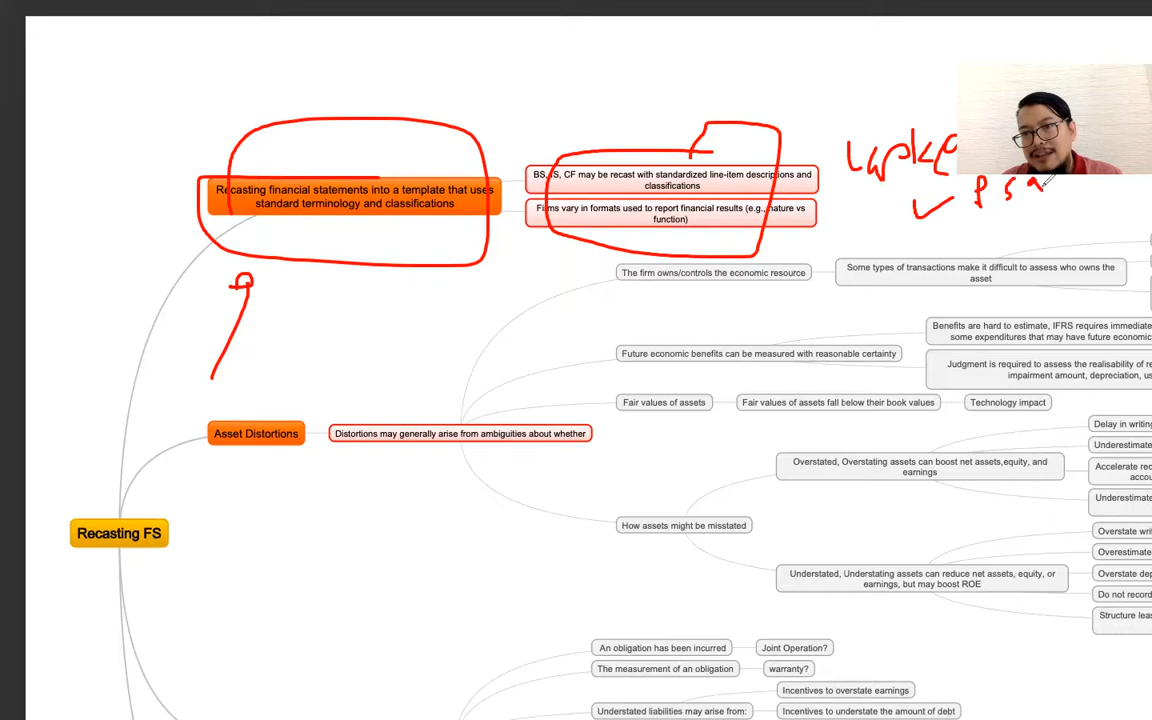 Recasting financial statements into a template that uses
standard terminology and classifications
BS, IS, CF may be recast with standardized line-item descriptions and
classifications
Firms vary in formats used to report financial results (e.g., nature vs
function)
P S a
The firm owns/controls the economic resource
Some types of transactions make it difficult to assess who owns the
asset
Future economic benefits can be measured with reasonable certainty
Benefits are hard to estimate, IFRS requires immediate
some expenditures that may have future economic
Judgment is required to assess the realisability of
impairment amount, depreciation,
Fair values of assets
Fair values of assets fall below their book values
Technology impact
Asset Distortions
Distortions may generally arise from ambiguities about whether
How assets might be misstated
Overstated, Overstating assets can boost net assets,equity, and
earnings
Delay in
Underestimate
Accelerate
Underestimate
Understated, Understating assets can reduce net assets, equity, or
earnings, but may boost ROE
Overstate
Overestimate
Overstate
Do not record
Structure
Recasting FS
An obligation has been incurred
Joint Operation?
The measurement of an obligation
warranty?
Understated liabilities may arise from:
Incentives to overstate earnings
Incentives to understate the amount of debt